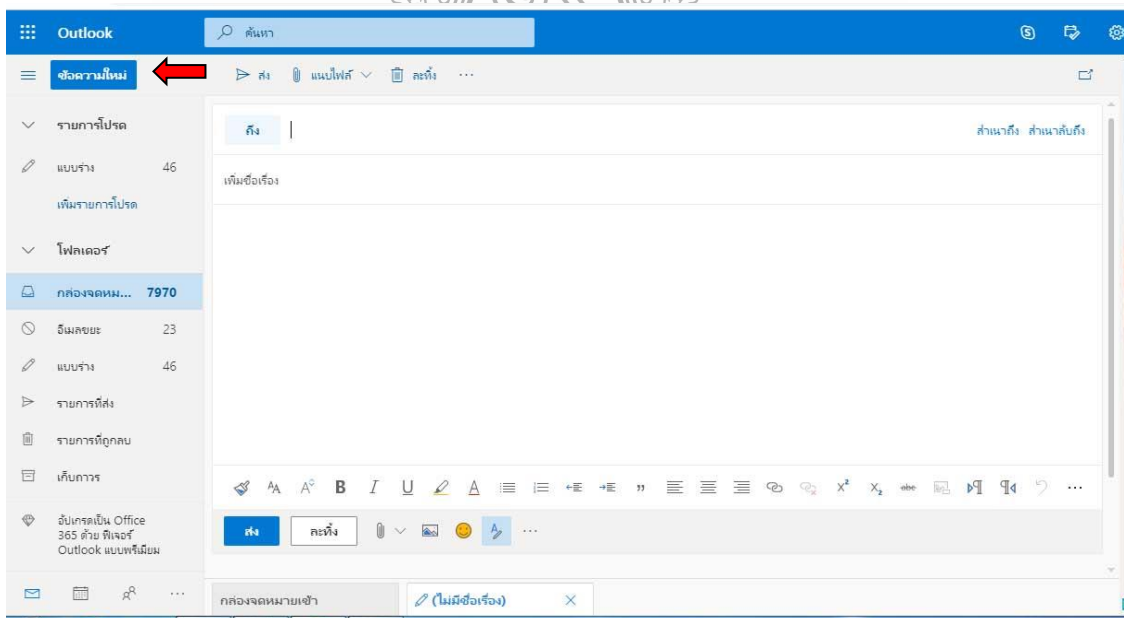 Outlook
ค้นหา
ข้อความใหม่
ส่ง แนบไฟล์ ละทิ้ง ...
รายการโปรด
ถึง
สำเนาถึง สำเนาลับถึง
แบบร่าง 46
เพิ่มชื่อเรื่อง
เพิ่มรายการโปรด
โฟลเดอร์
กล่องจดหม... 7970
อีเมลขยะ 23
แบบร่าง 46
รายการที่ส่ง
รายการที่ถูกลบ
เก็บถาวร
อัปเกรดเป็น Office
365 ด้วย ฟีเจอร์
Outlook แบบพรีเมียม
ส่ง ละทิ้ง
กล่องจดหมายเข้า (ไม่มีชื่อเรื่อง)